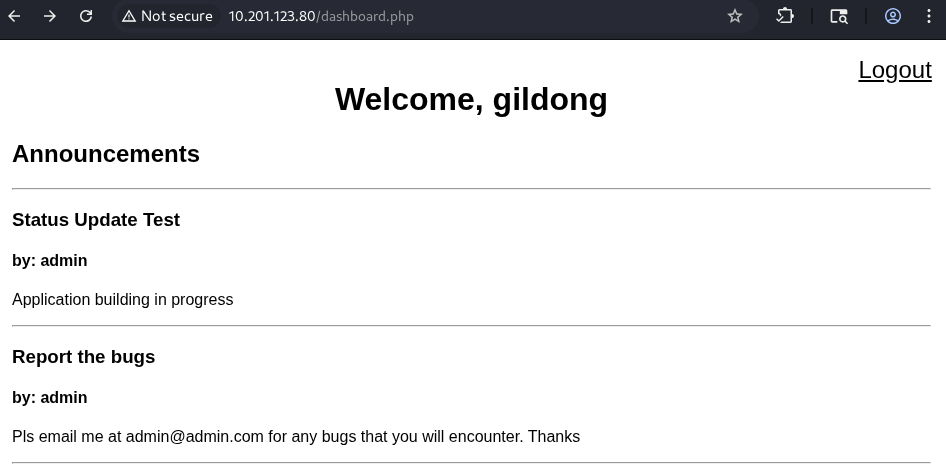 Not secure 10.201.123.80/dashboard.php
Logout
Welcome, gildong
Announcements
Status Update Test
by: admin
Application building in progress
Report the bugs
by: admin
Pls email me at admin@admin.com for any bugs that you will encounter. Thanks